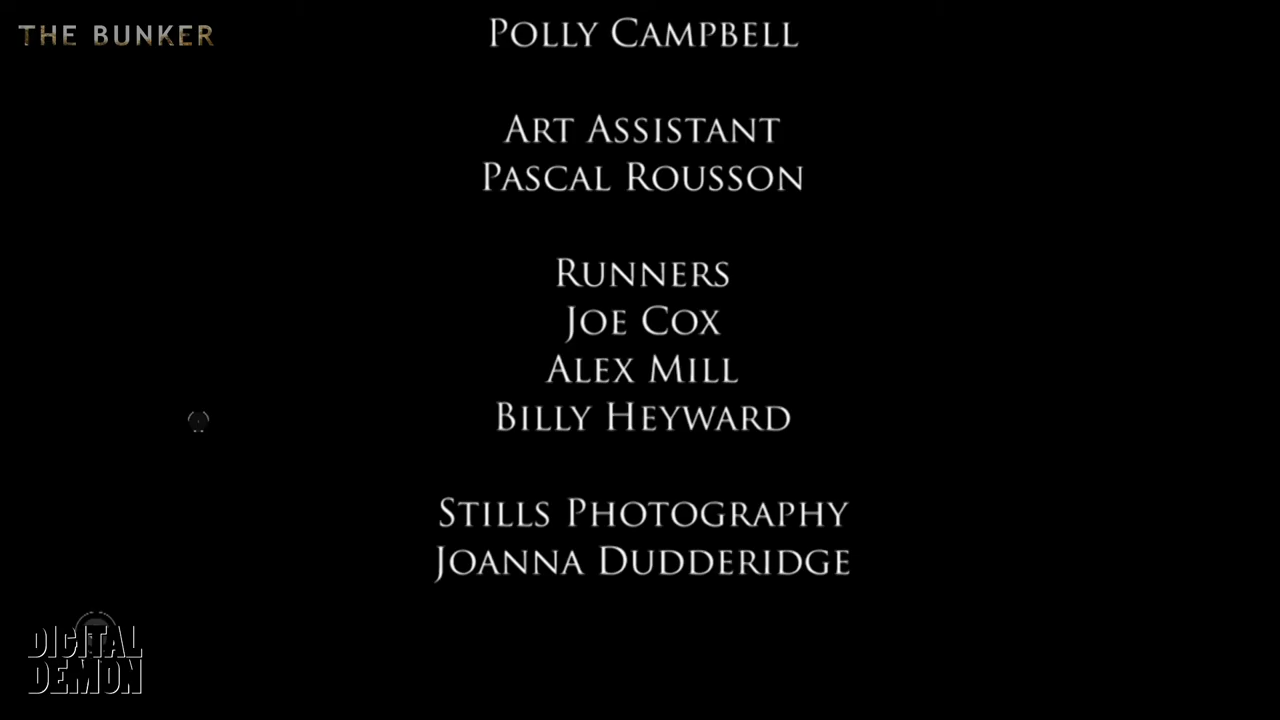 THE BUNKER
POLLY CAMPBELL
ART ASSISTANT
PASCAL ROUSSON
RUNNERS
JOE COX
ALEX MILL
BILLY HEYWARD
STILLS PHOTOGRAPHY
JOANNA DUDDERIDGE
DIGITAL
DEMON